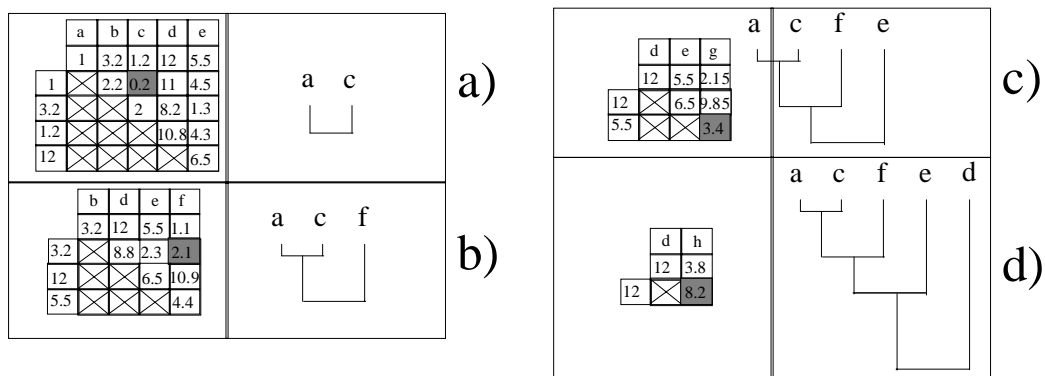 a b c d e
1 3.2 1.2 12 5.5
1 2.2 0.2 11 4.5
3.2 2 8.2 1.3
1.2 10.8 4.3
12 6.5
a c
a)
b d e f
3.2 12 5.5 1.1
3.2 8.8 2.3 2.1
12 6.5 10.9
5.5 4.4
a c f
b)
d e g
12 5.5 2.15
12 6.5 9.85
5.5 3.4
a c f e
c)
d h
12 3.8
12 8.2
a c f e d
d)